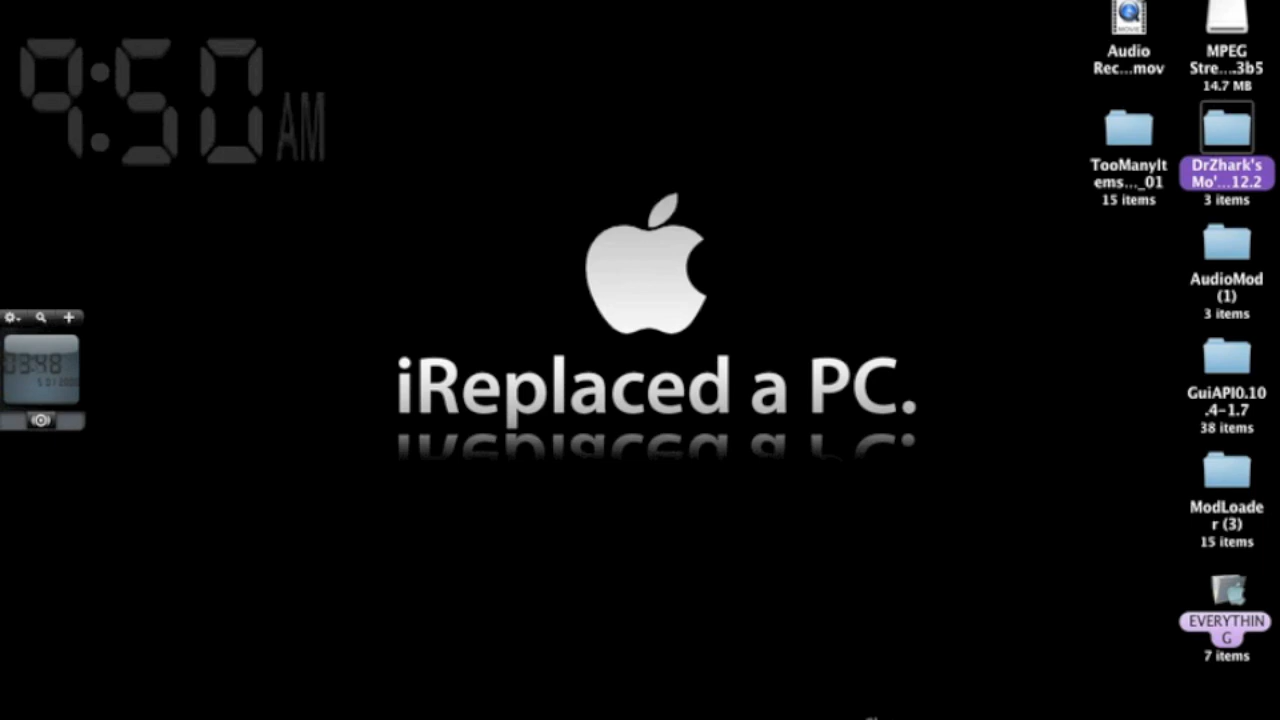 9:50 AM
iReplaced a PC.
Audio
Rec...mov
MPEG
Stre....3b5
14.7 MB
TooManyIt
ems..._01
15 items
DrZhark's
Mo'...12.2
3 items
AudioMod
(1)
3 items
GuiAPI0.10
.4-1.7
38 items
ModLoade
r (3)
15 items
EVERYTHIN
G
7 items
03:48